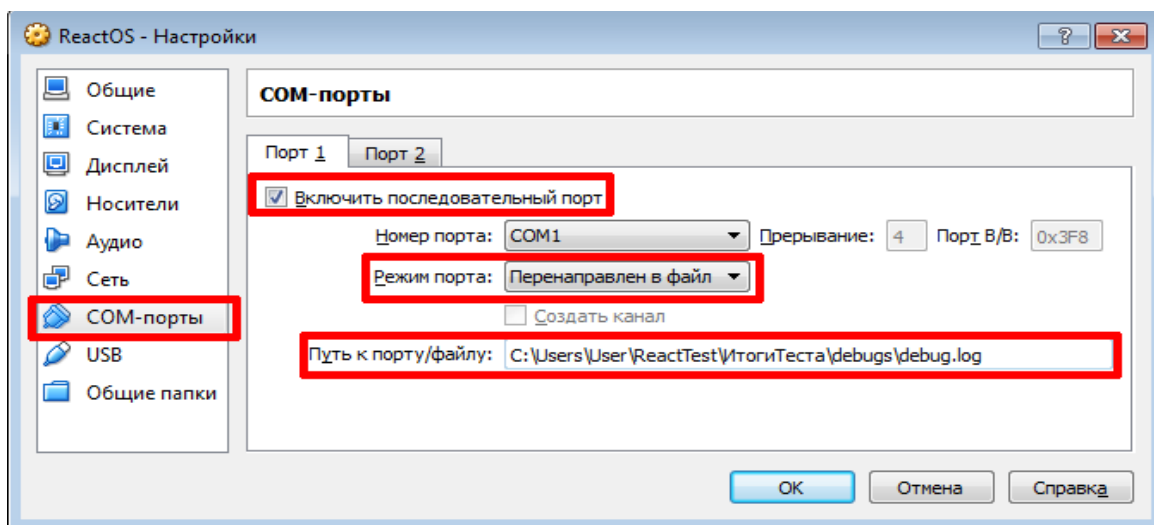 ReactOS - Настройки
Общие
Система
Дисплей
Носители
Аудио
Сеть
COM-порты
USB
Общие папки
COM-порты
Порт 1 Порт 2
Включить последовательный порт
Номер порта: COM1 Прерывание: 4 Порт В/В: 0x3F8
Режим порта: Перенаправлен в файл
Создать канал
Путь к порту/файлу: C:\Users\User\ReactTest\ИтогиТеста\debugs\debug.log
OK Отмена Справка